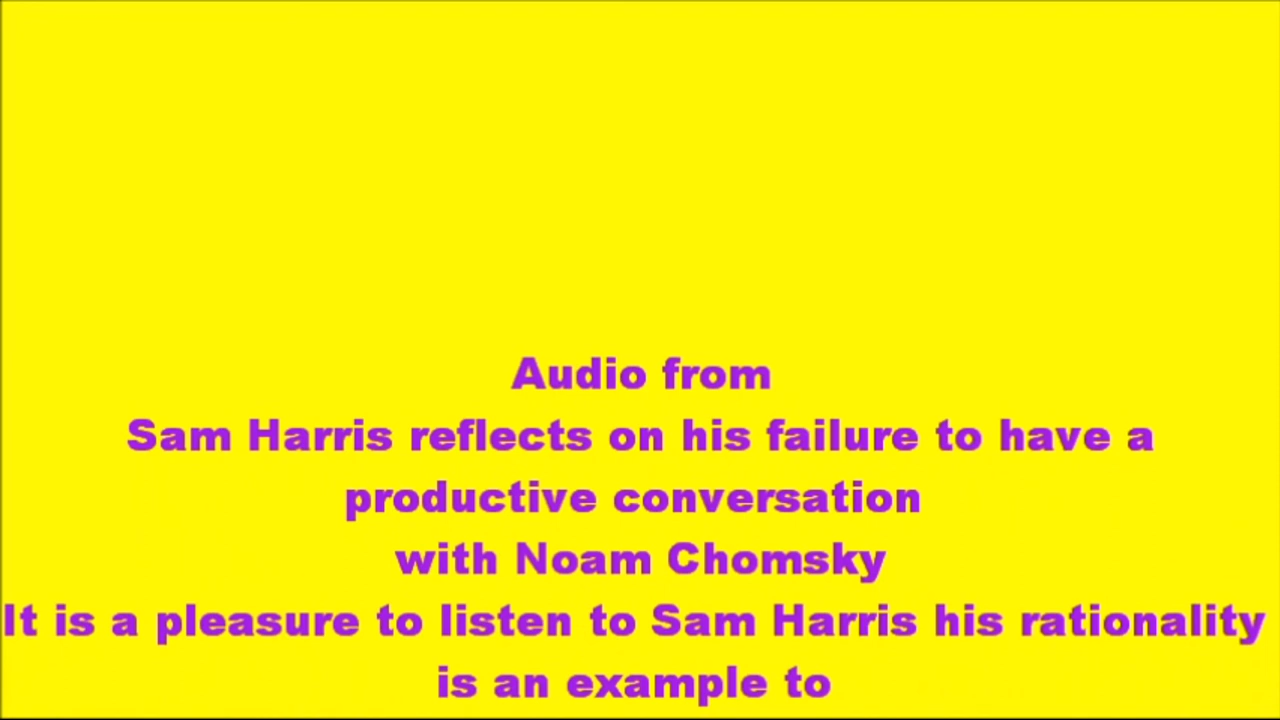 Audio from
Sam Harris reflects on his failure to have a
productive conversation
with Noam Chomsky
It is a pleasure to listen to Sam Harris his rationality
is an example to